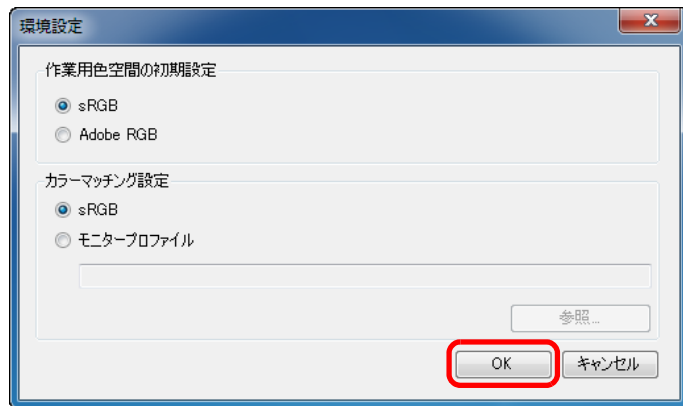 環境設定
作業用色空間の初期設定
sRGB
Adobe RGB
カラーマッチング設定
sRGB
モニタープロファイル
参照...
OK キャンセル